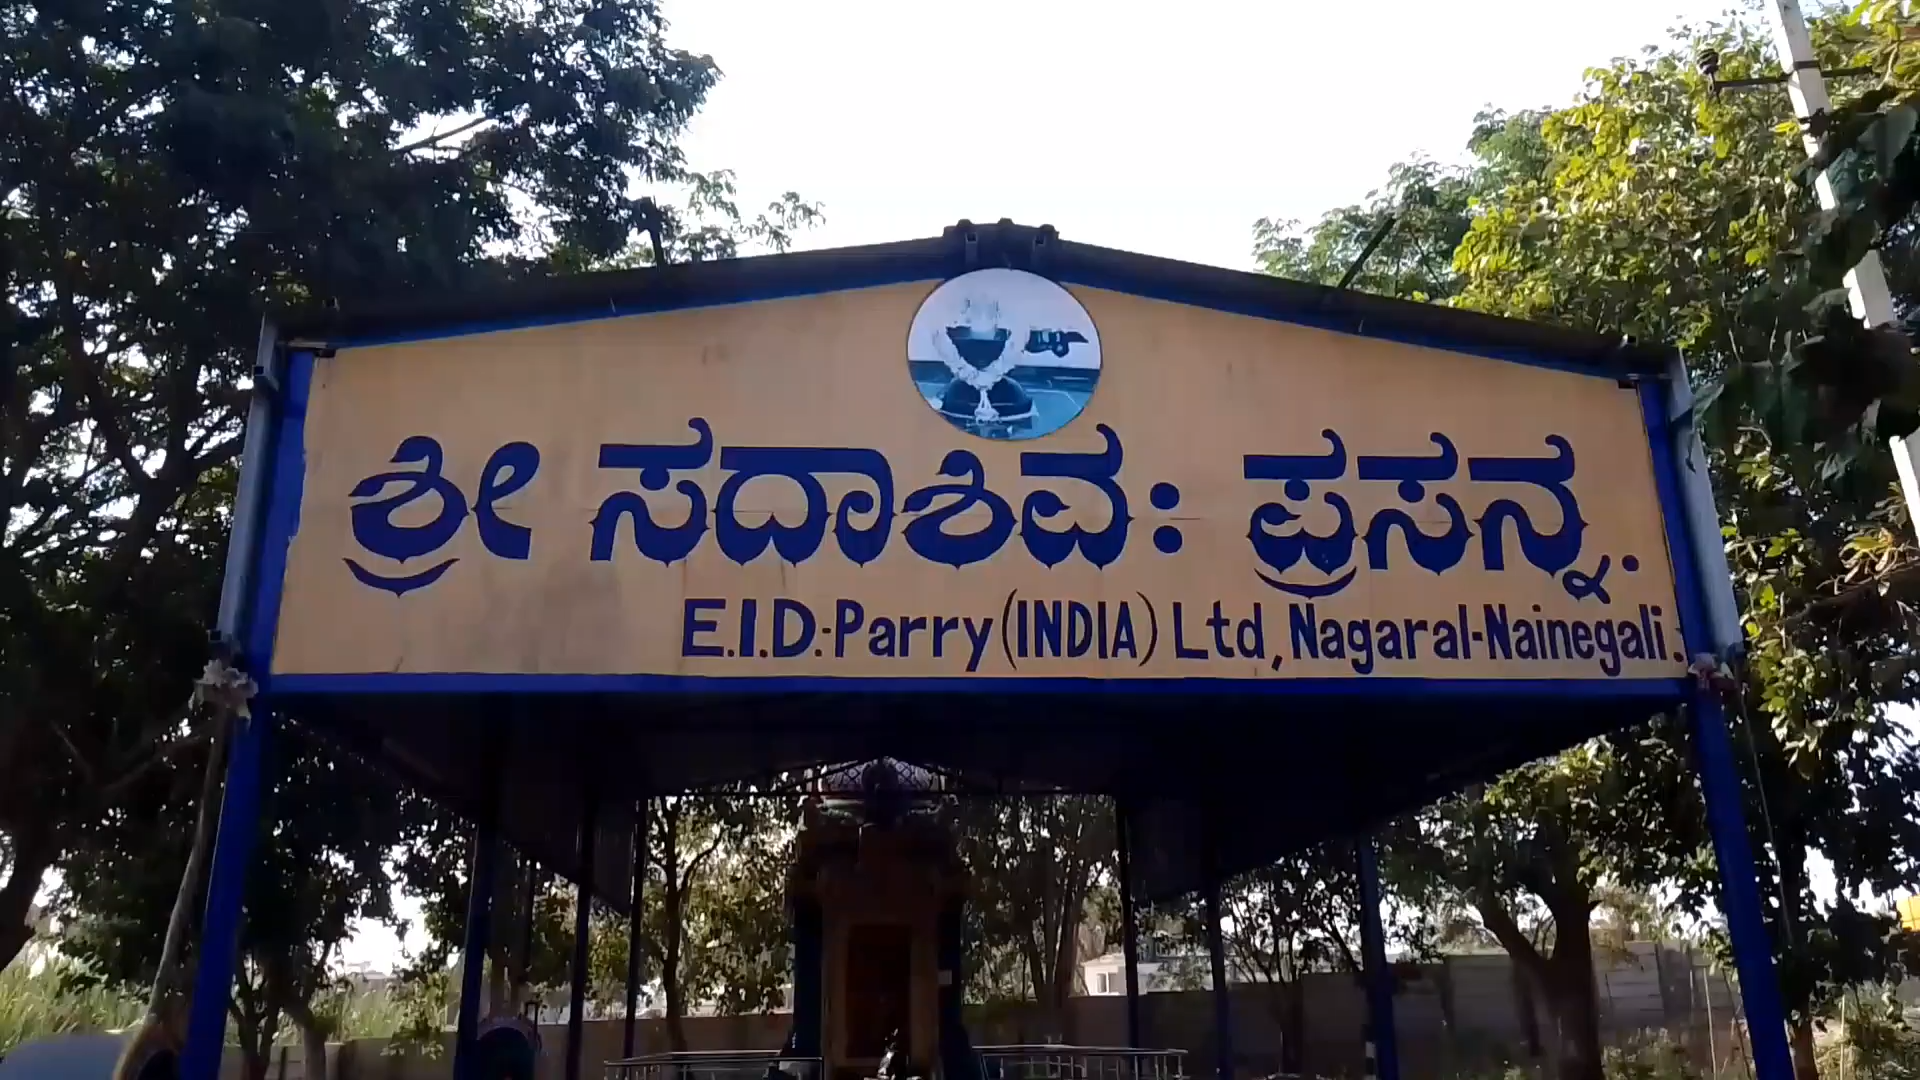 ಶ್ರೀ ಸದಾಶಿವಃ ಪ್ರಸನ್ನ.
E.I.D:-Parry (INDIA) Ltd, Nagaral-Nainegali: